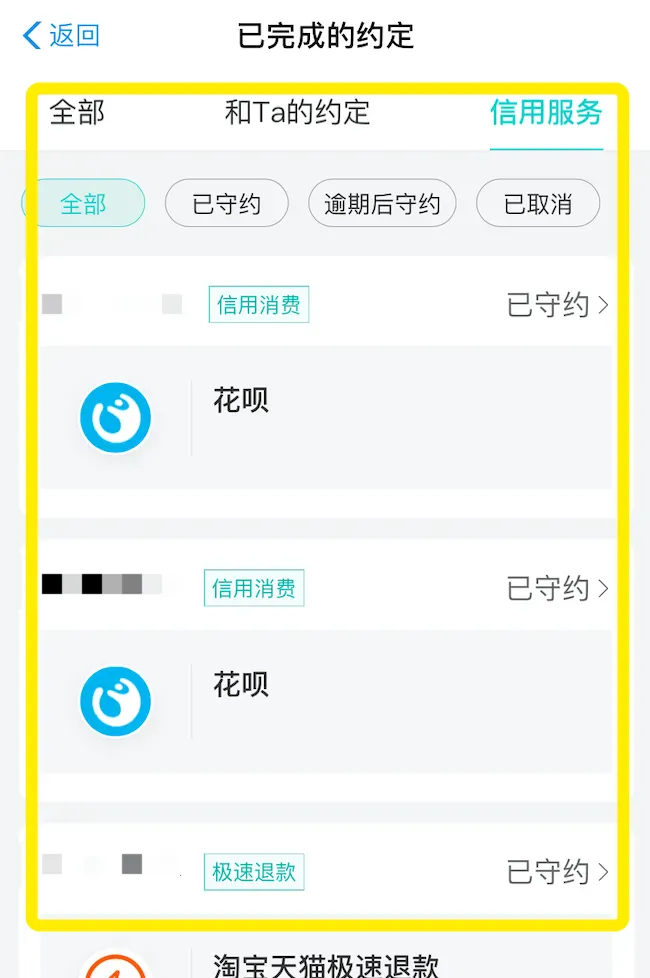 返回 已完成的约定
全部 和Ta的约定 信用服务
全部 已守约 逾期后守约 已取消
信用消费 已守约
花呗
信用消费 已守约
花呗
极速退款 已守约
淘宝天猫极速退款